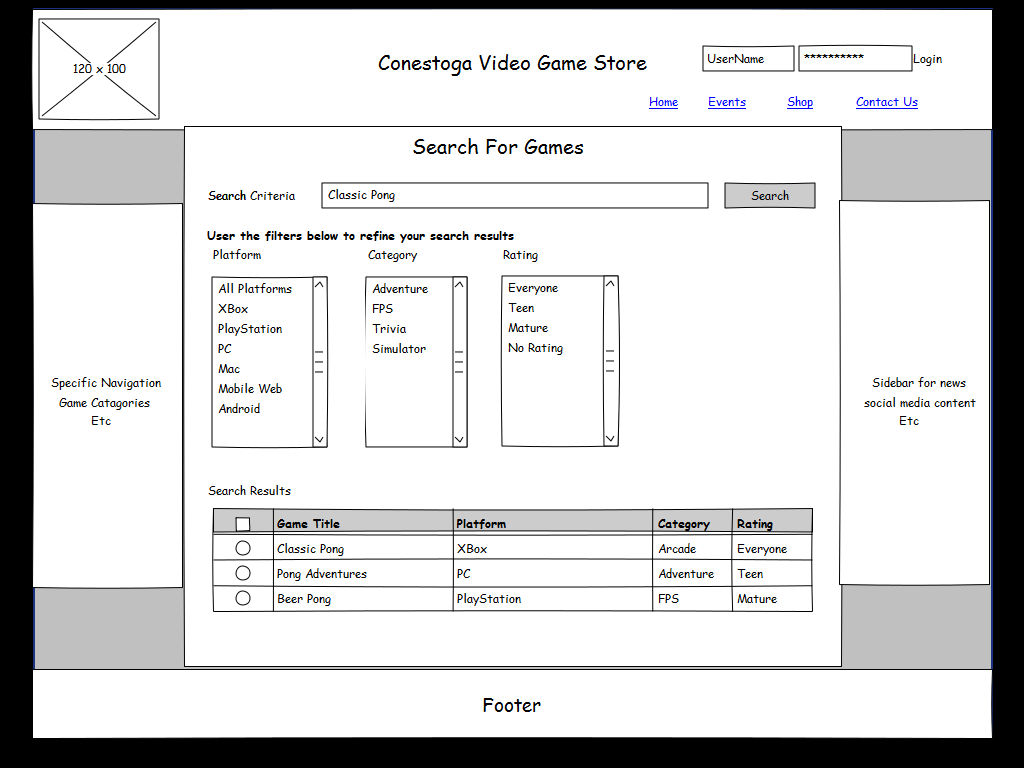 120 x 100
Conestoga Video Game Store
UserName
**********
Login
Home Events Shop Contact Us
Search For Games
Search Criteria
Classic Pong
Search
User the filters below to refine your search results
Platform Category Rating
All Platforms
XBox
PlayStation
PC
Mac
Mobile Web
Android
Adventure
FPS
Trivia
Simulator
Everyone
Teen
Mature
No Rating
Specific Navigation
Game Catagories
Etc
Sidebar for news
social media content
Etc
Search Results
Game Title Platform Category Rating
Classic Pong XBox Arcade Everyone
Pong Adventures PC Adventure Teen
Beer Pong PlayStation FPS Mature
Footer